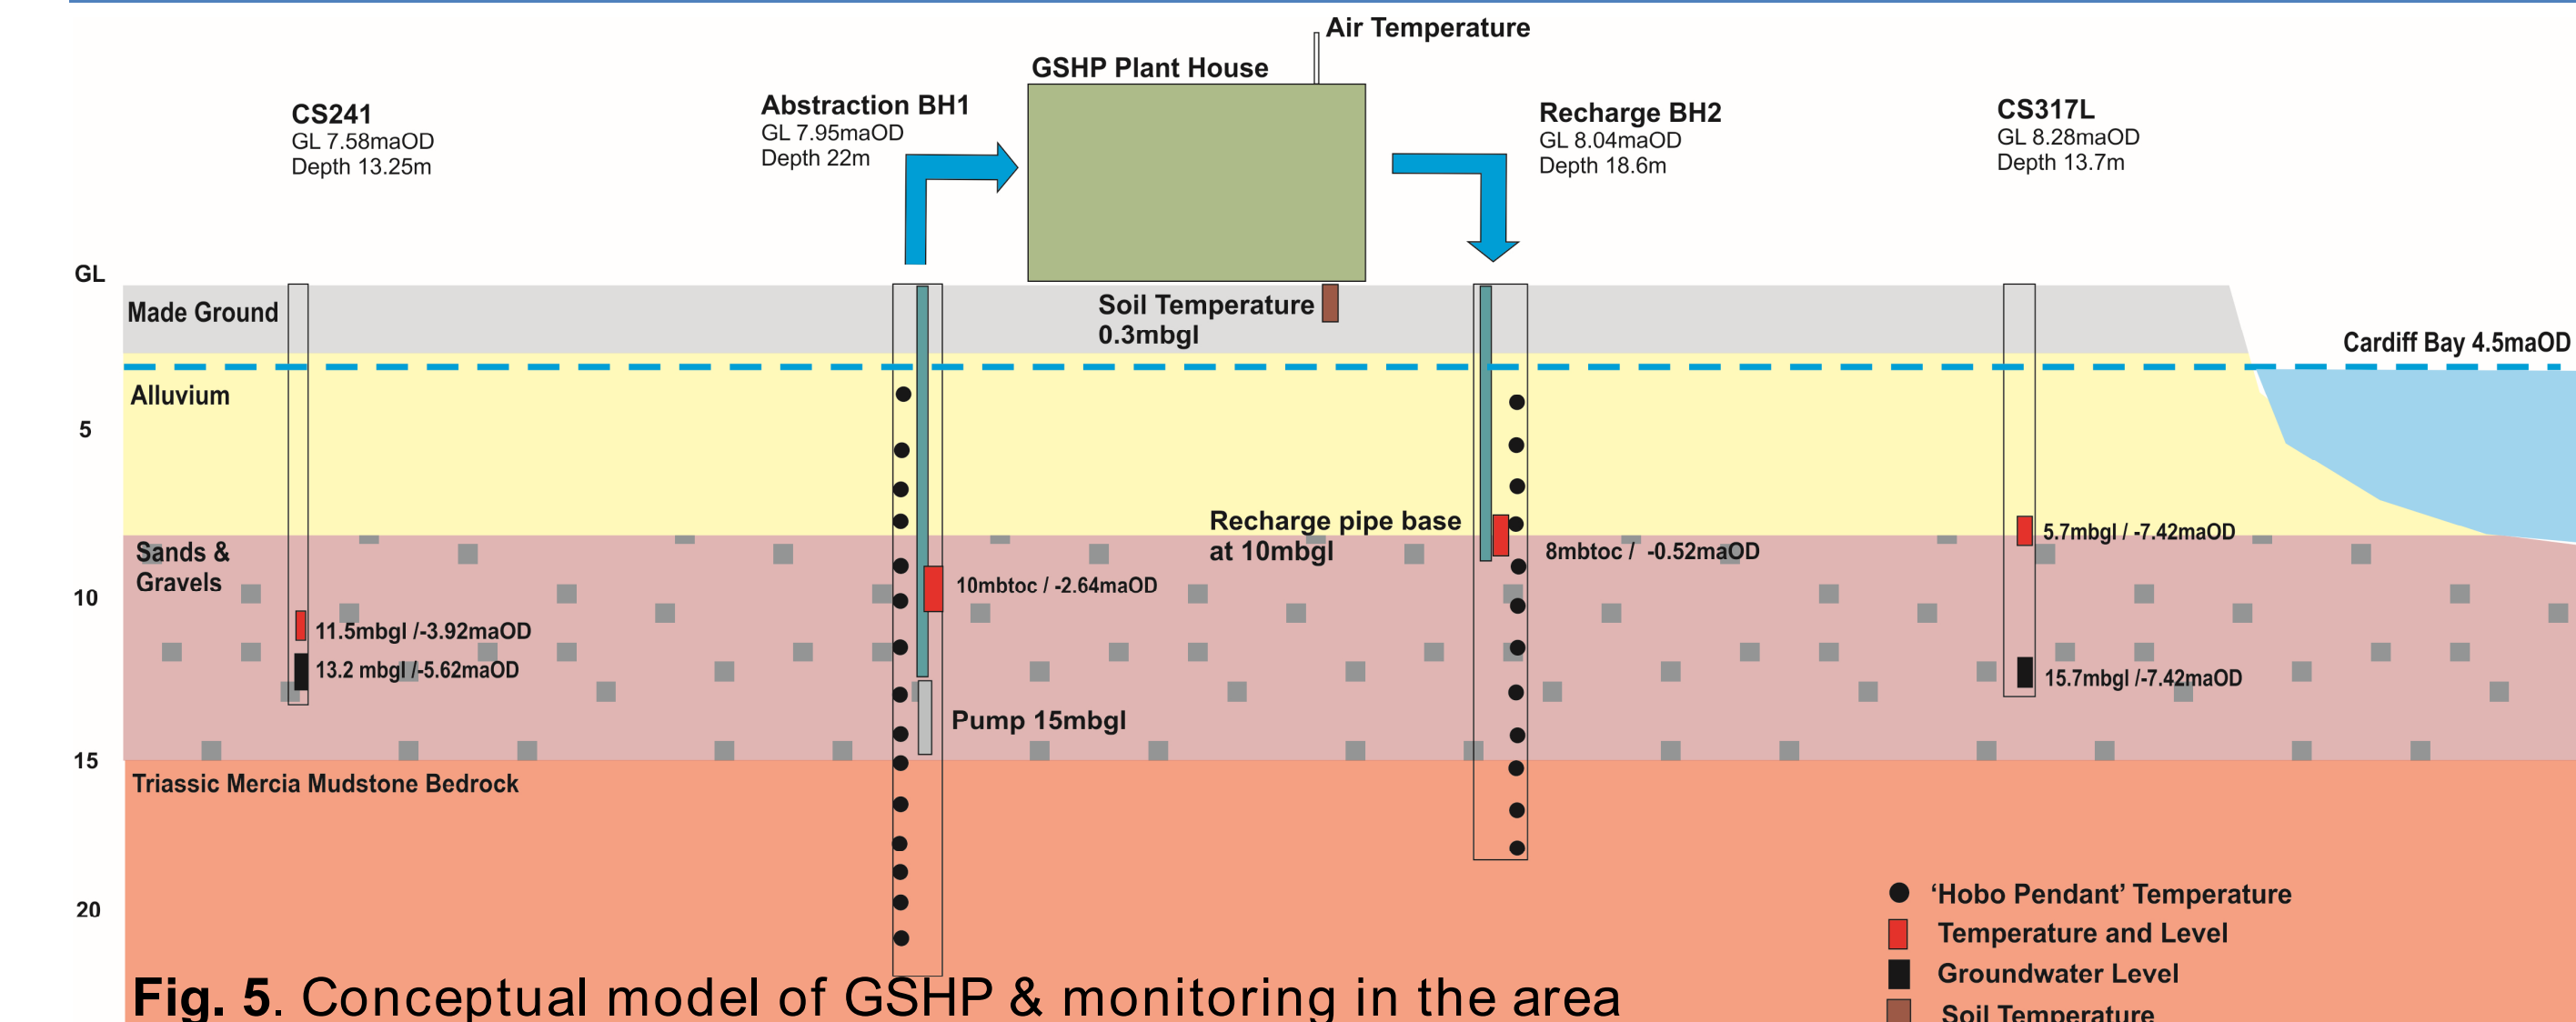 Air Temperature
GSHP Plant House
CS241
GL 7.58maOD
Depth 13.25m
Abstraction BH1
GL 7.95maOD
Depth 22m
Recharge BH2
GL 8.04maOD
Depth 18.6m
CS317L
GL 8.28maOD
Depth 13.7m
GL
Made Ground
Soil Temperature
0.3mbgl
Cardiff Bay 4.5maOD
Alluvium
5
Recharge pipe base
at 10mbgl
8mbtoc / -0.52maOD
5.7mbgl / -7.42maOD
Sands &
Gravels
10mbtoc / -2.64maOD
10
11.5mbgl /-3.92maOD
13.2 mbgl /-5.62maOD
15.7mbgl /-7.42maOD
Pump 15mbgl
15
Triassic Mercia Mudstone Bedrock
20
‘Hobo Pendant’ Temperature
Temperature and Level
Groundwater Level
Soil Temperature
Fig. 5. Conceptual model of GSHP & monitoring in the area